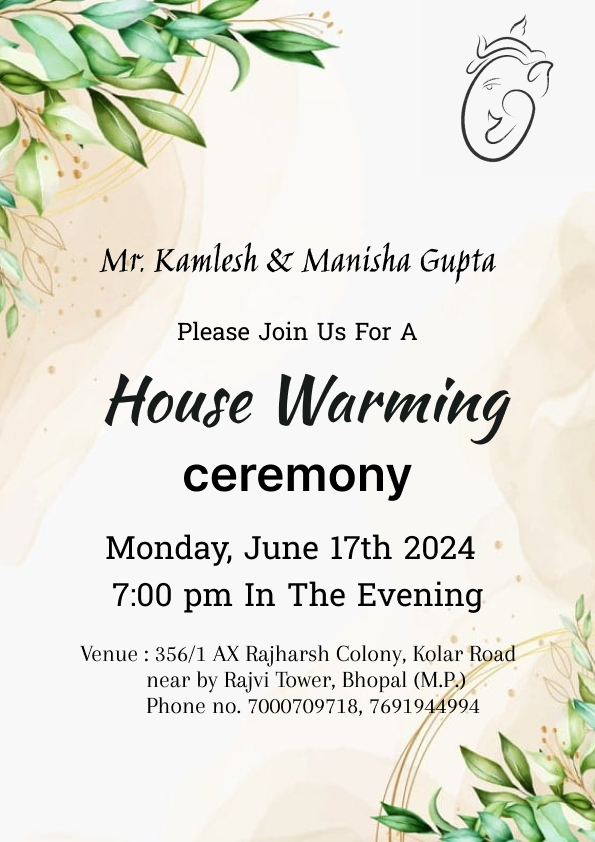 Mr. Kamlesh & Manisha Gupta
Please Join Us For A
House Warming
ceremony
Monday, June 17th 2024
7:00 pm In The Evening
Venue : 356/1 AX Rajharsh Colony, Kolar Road
near by Rajvi Tower, Bhopal (M.P.)
Phone no. 7000709718, 7691944994